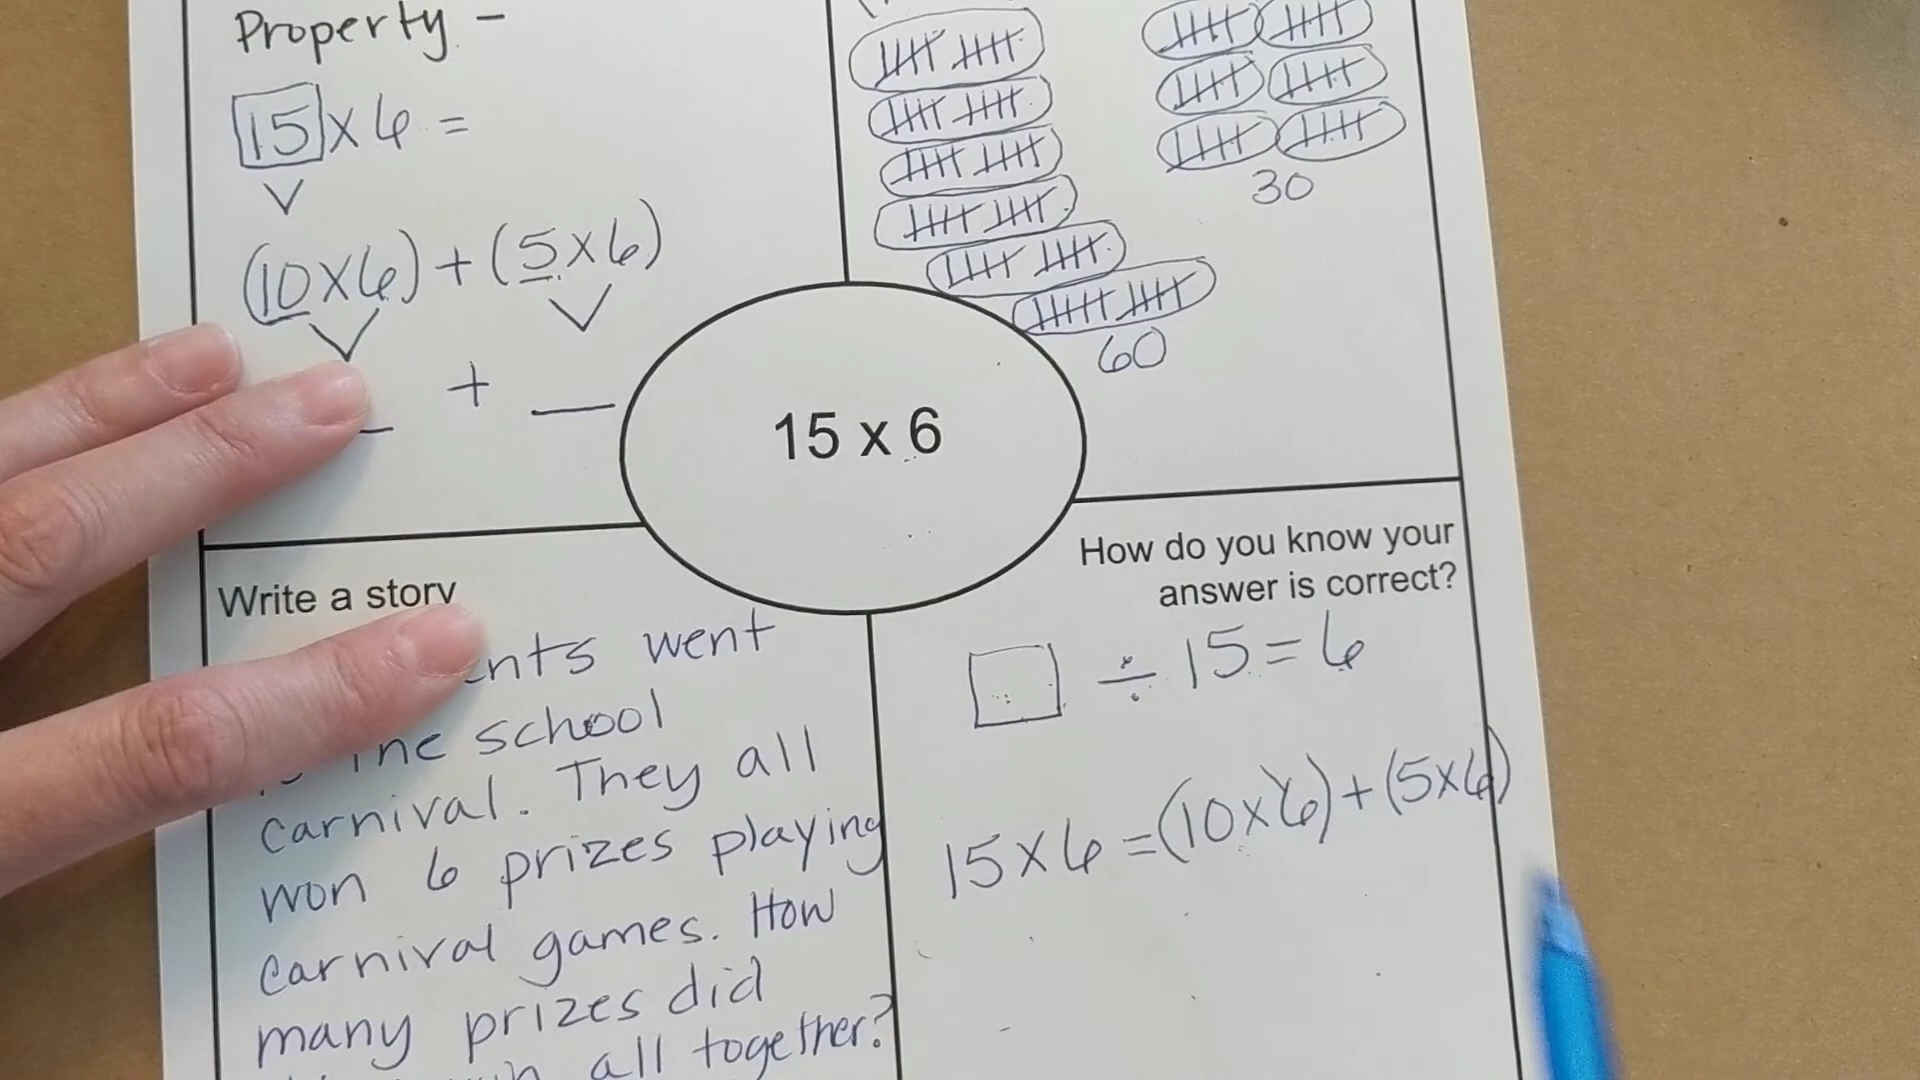 Property -
15 x 6 =
(10 x 6) + (5 x 6)
+
30
60
15 x 6
Write a story
went
school
carnival. They all
won 6 prizes playing
carnival games. How
many prizes did
all together?
How do you know your
answer is correct?
÷ 15 = 6
15 x 6 = (10 x 6) + (5 x 6)